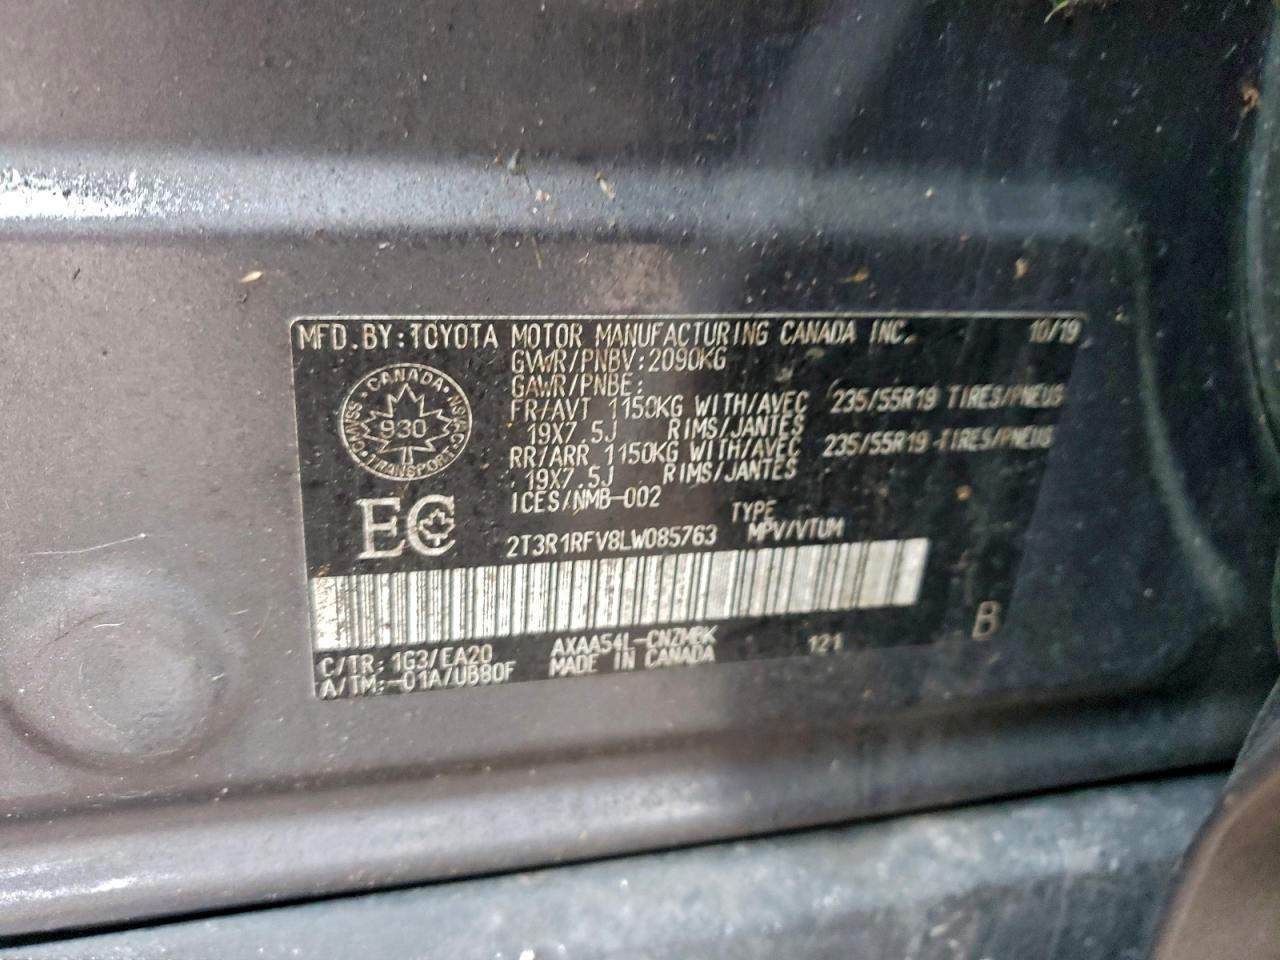 MFD.BY:TOYOTA MOTOR MANUFACTURING CANADA INC. 10/19
GVWR/PNBV:2090KG
GAWR/PNBE:
FR/AVT 1150KG WITH/AVEC 235/55R19 TIRES/PNEUS
19X7.5J RIMS/JANTES
RR/ARR 1150KG WITH/AVEC 235/55R19 TIRES/PNEUS
19X7.5J RIMS/JANTES
ICES/NMB-002
CANADA
930
TRANSPORT
EC
TYPE
2T3R1RFV8LW085763 MPV/VTUM
C/TR: 1G3/EA20 AXAA54L-CNZMBK 121 B
A/TM:-01A/UB80F MADE IN CANADA